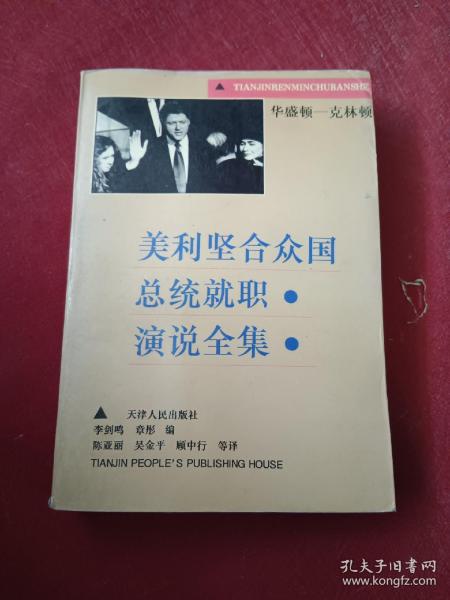 ▲ TIANJINRENMINCHUBANSHE
华盛顿—克林顿
美利坚合众国
总统就职·
演说全集·
▲ 天津人民出版社
李剑鸣 章彤 编
陈亚丽 吴金平 顾中行 等译
TIANJIN PEOPLE'S PUBLISHING HOUSE
孔夫子旧书网
www.kongfz.com